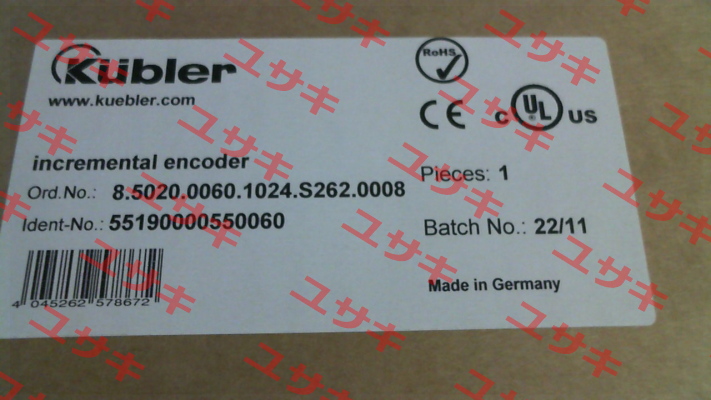 Kübler
www.kuebler.com
RoHS
CE
c UL US
incremental encoder
Pieces: 1
Ord.No.: 8.5020.0060.1024.S262.0008
Ident-No.: 55190000550060
Batch No.: 22/11
Made in Germany
4 045262 578672
ユサキ